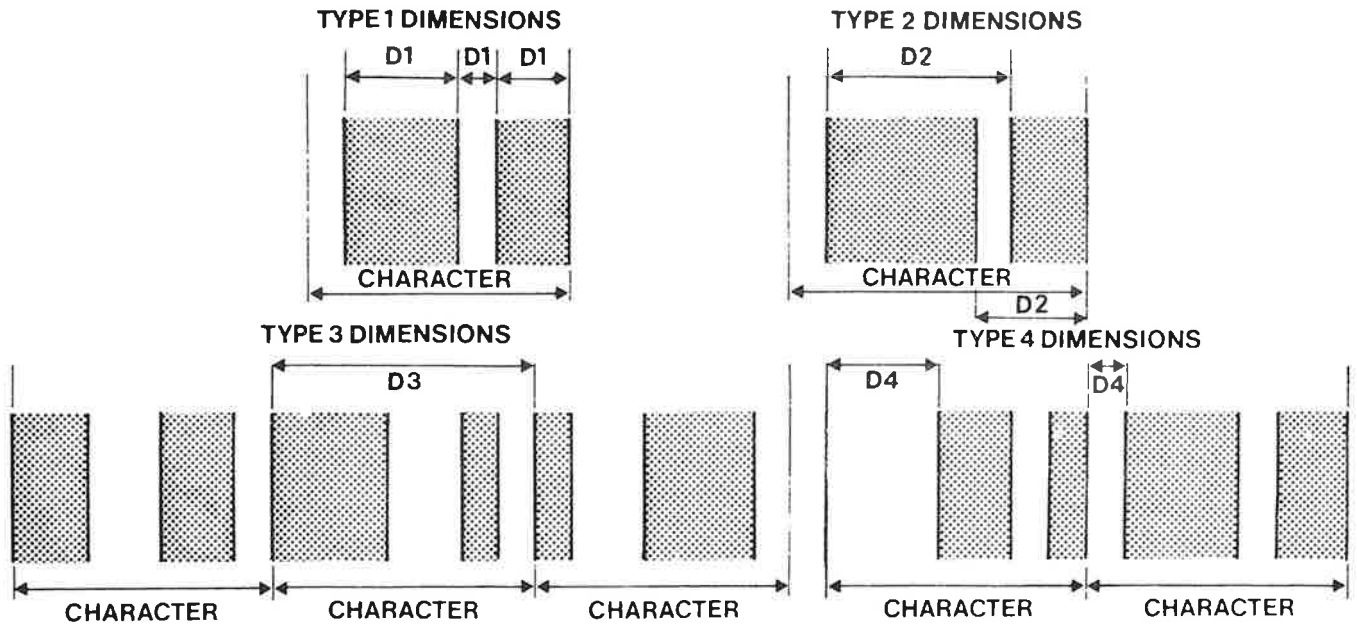 TYPE 1 DIMENSIONS
D1 D1 D1
CHARACTER
TYPE 2 DIMENSIONS
D2
CHARACTER
D2
TYPE 3 DIMENSIONS
D3
CHARACTER CHARACTER CHARACTER
TYPE 4 DIMENSIONS
D4 D4
CHARACTER CHARACTER